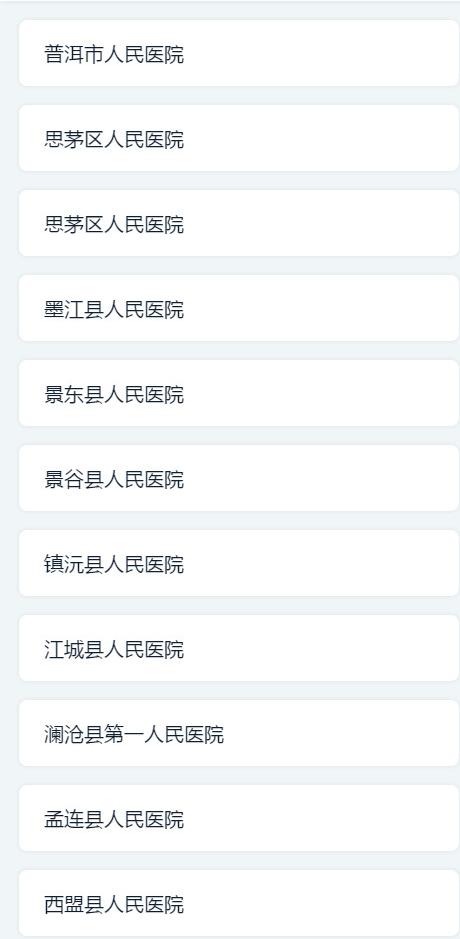 普洱市人民医院
思茅区人民医院
思茅区人民医院
墨江县人民医院
景东县人民医院
景谷县人民医院
镇沅县人民医院
江城县人民医院
澜沧县第一人民医院
孟连县人民医院
西盟县人民医院